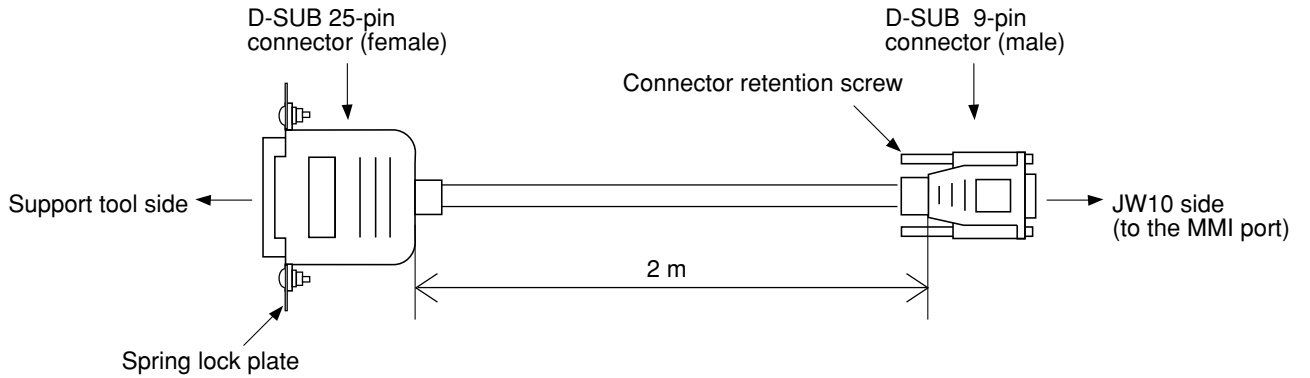 D-SUB 25-pin
connector (female)
D-SUB 9-pin
connector (male)
Connector retention screw
Support tool side
JW10 side
(to the MMI port)
2 m
Spring lock plate